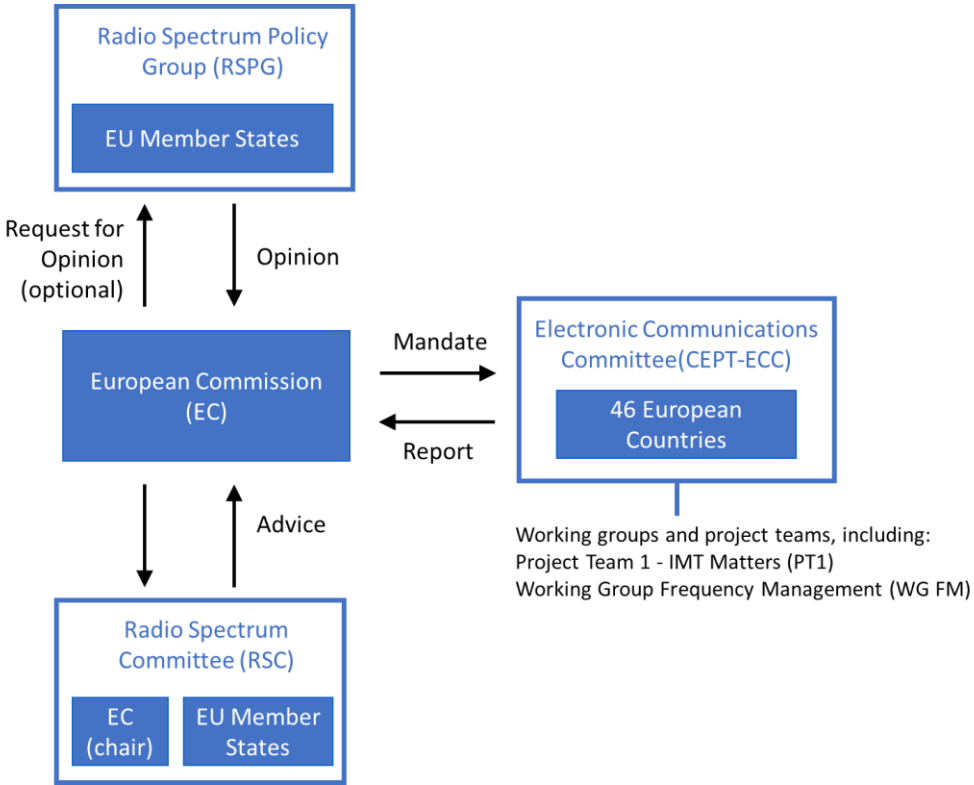 Radio Spectrum Policy
Group (RSPG)
EU Member States
Request for
Opinion
(optional)
Opinion
European Commission
(EC)
Mandate
Report
Electronic Communications
Committee(CEPT-ECC)
46 European
Countries
Working groups and project teams, including:
Project Team 1 - IMT Matters (PT1)
Working Group Frequency Management (WG FM)
Advice
Radio Spectrum
Committee (RSC)
EC
(chair)
EU Member
States